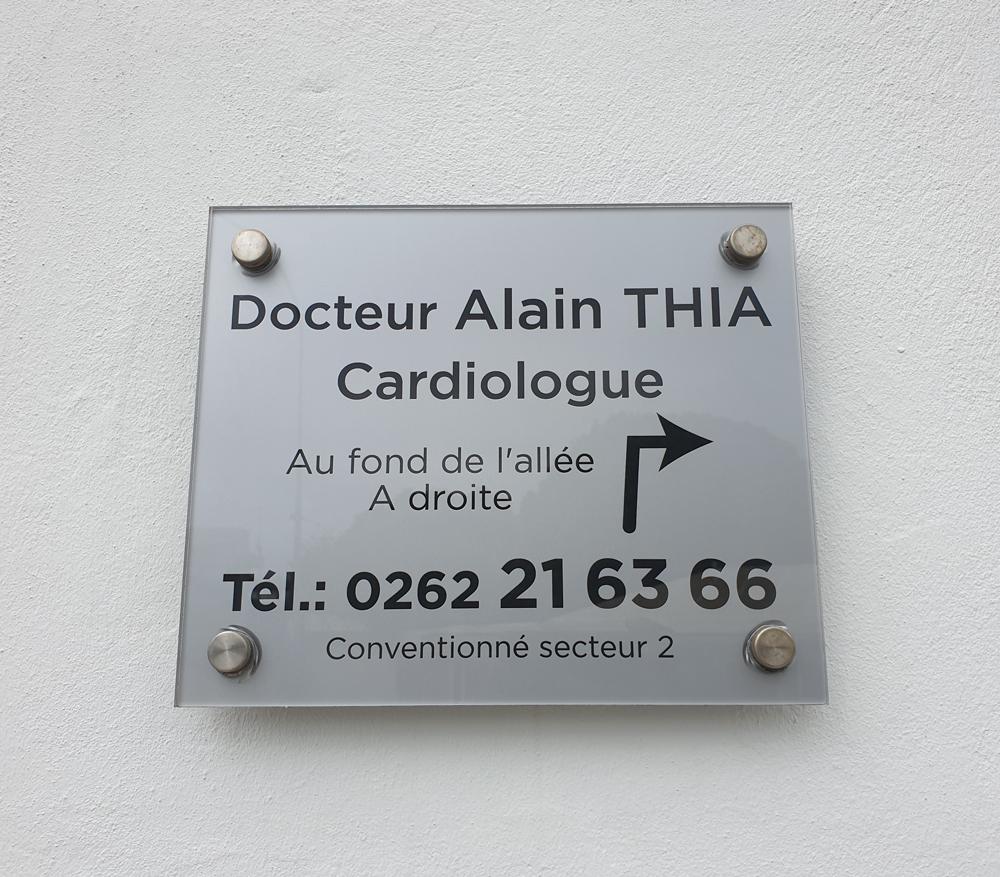 Docteur Alain THIA
Cardiologue
Au fond de l'allée
A droite
Tél.: 0262 21 63 66
Conventionné secteur 2